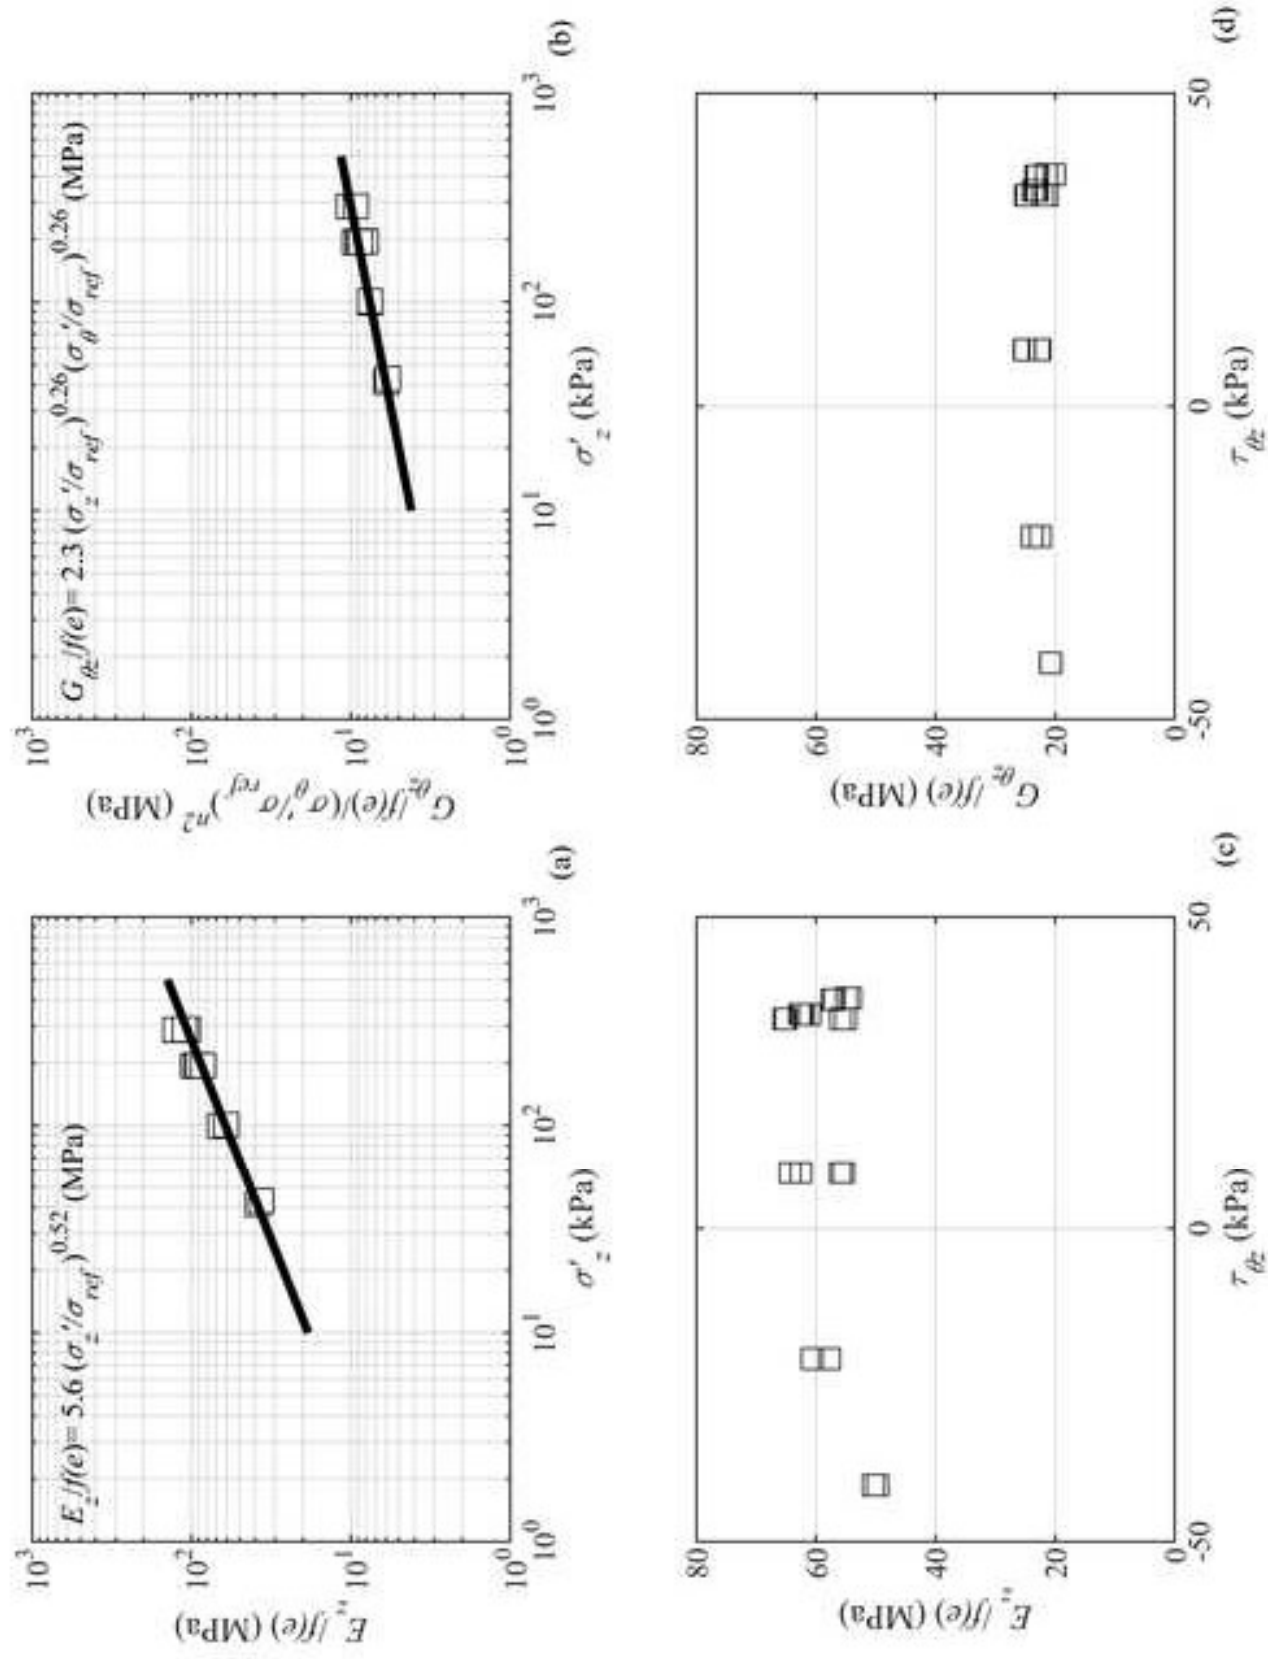 E_z/f(e)= 5.6 (σ_z'/σ_ref)^0.52 (MPa)
10^3
10^2
10^1
10^0
E_z/f(e) (MPa)
10^0 10^1 10^2 10^3
σ'_z (kPa)
(a)
G_θz/f(e)= 2.3 (σ_z'/σ_ref)^0.26(σ_θ'/σ_ref)^0.26 (MPa)
10^3
10^2
10^1
10^0
G_θz/f(e)/(σ_θ'/σ_ref)^n2 (MPa)
10^0 10^1 10^2 10^3
σ'_z (kPa)
(b)
80
60
40
20
0
E_z/f(e) (MPa)
-50 0 50
τ_θz (kPa)
(c)
80
60
40
20
0
G_θz/f(e) (MPa)
-50 0 50
τ_θz (kPa)
(d)